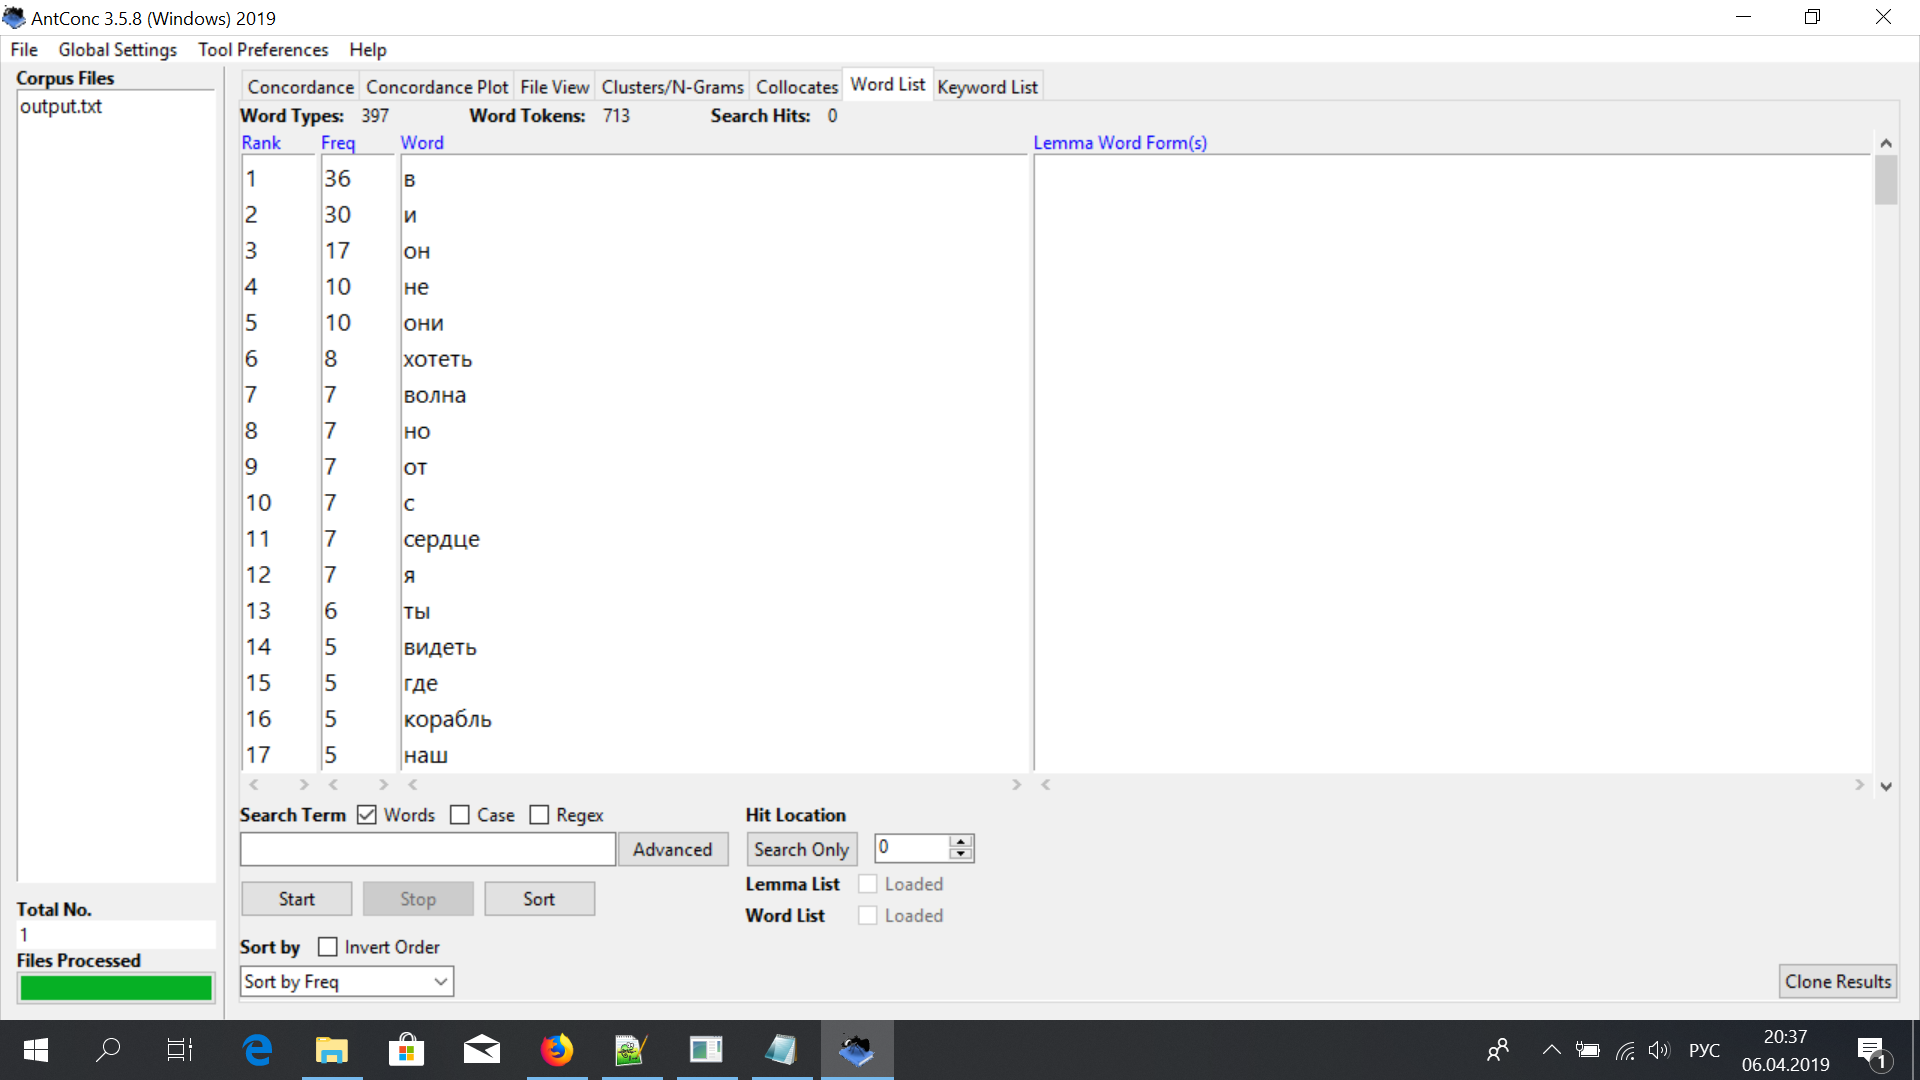 AntConc 3.5.8 (Windows) 2019
File Global Settings Tool Preferences Help
Corpus Files
output.txt
Concordance Concordance Plot File View Clusters/N-Grams Collocates Word List Keyword List
Word Types: 397 Word Tokens: 713 Search Hits: 0
Rank Freq Word Lemma Word Form(s)
1 36 в
2 30 и
3 17 он
4 10 не
5 10 они
6 8 хотеть
7 7 волна
8 7 но
9 7 от
10 7 с
11 7 сердце
12 7 я
13 6 ты
14 5 видеть
15 5 где
16 5 корабль
17 5 наш
Search Term Words Case Regex Hit Location
Advanced Search Only 0
Lemma List Loaded
Start Stop Sort
Word List Loaded
Total No.
1
Sort by Invert Order
Files Processed
Sort by Freq Clone Results
20:37
РУС
06.04.2019
1